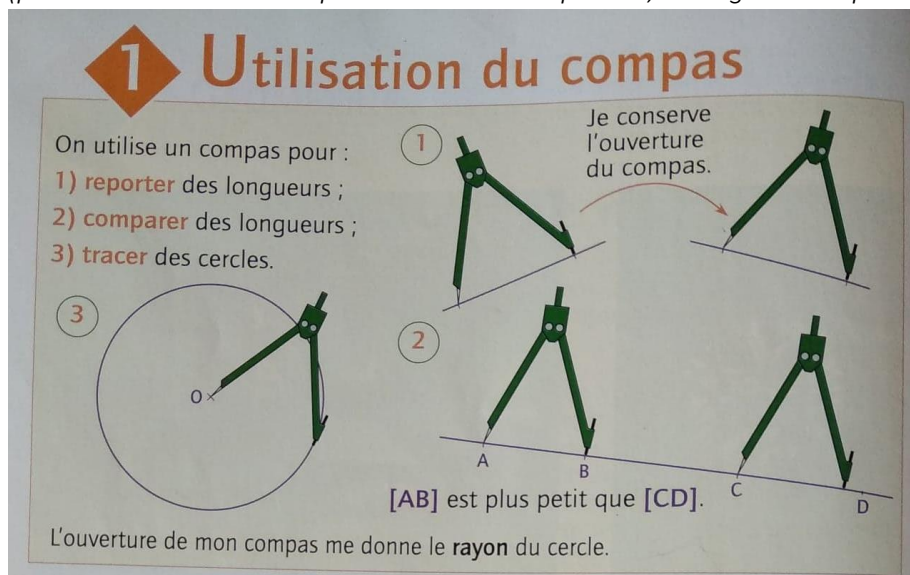 1 Utilisation du compas
On utilise un compas pour :
1) reporter des longueurs ;
2) comparer des longueurs ;
3) tracer des cercles.
1
Je conserve
l'ouverture
du compas.
3
O
2
A
B
C
D
[AB] est plus petit que [CD].
L'ouverture de mon compas me donne le rayon du cercle.